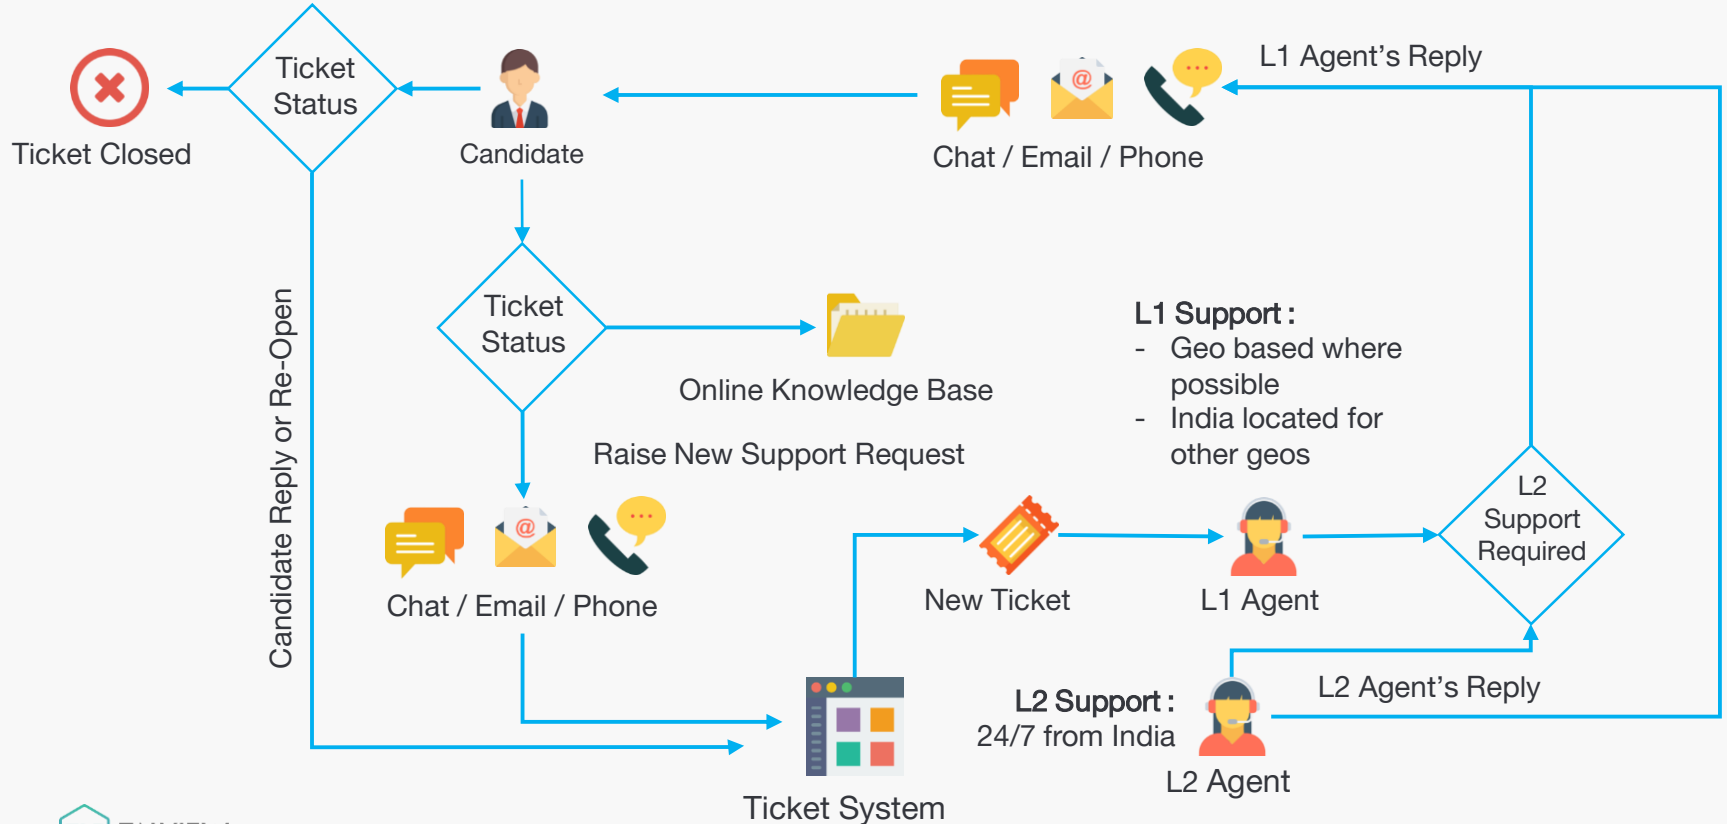 Ticket
Status
L1 Agent's Reply
Ticket Closed
Candidate
@
Chat / Email / Phone
Candidate Reply or Re-Open
Ticket
Status
Online Knowledge Base
L1 Support :
- Geo based where
possible
- India located for
other geos
Raise New Support Request
@
Chat / Email / Phone
New Ticket
L1 Agent
L2
Support
Required
L2 Support :
24/7 from India
L2 Agent's Reply
L2 Agent
Ticket System